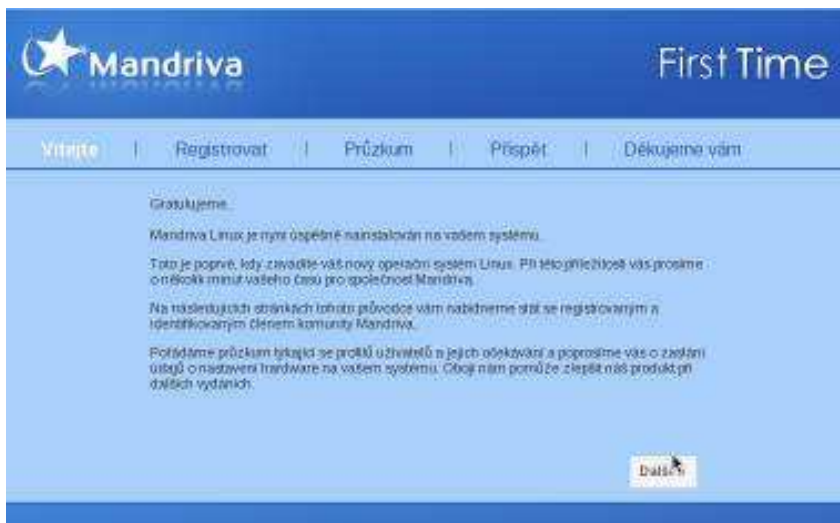 Mandriva
First Time
Vítejte | Registrovat | Průzkum | Přispět | Děkujeme vám
Gratulujeme.
Mandriva Linux je nyní úspěšně nainstalován na vašem systému.
Toto je poprvé, kdy zavádíte váš nový operační systém Linux. Při této příležitosti vás prosíme
o několik minut vašeho času pro společnost Mandriva.
Na následujících stránkách tohoto průvodce vám nabídneme stát se registrovaným a
identifikovaným členem komunity Mandriva.
Pořádáme průzkum týkající se profilů uživatelů a jejich očekávání a poprosíme vás o zaslání
údajů o nastavení hardware na vašem systému. Obojí nám pomůže zlepšit náš produkt při
dalších vydáních.